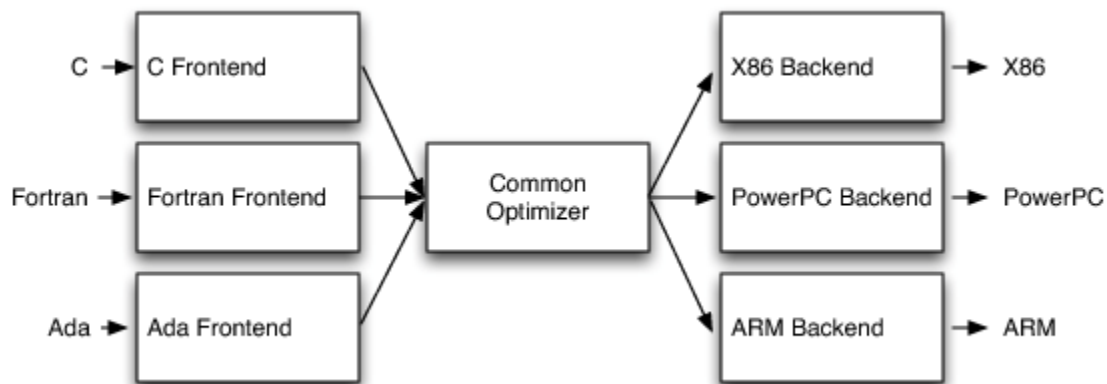 C
C Frontend
Fortran
Fortran Frontend
Ada
Ada Frontend
Common
Optimizer
X86 Backend
X86
PowerPC Backend
PowerPC
ARM Backend
ARM